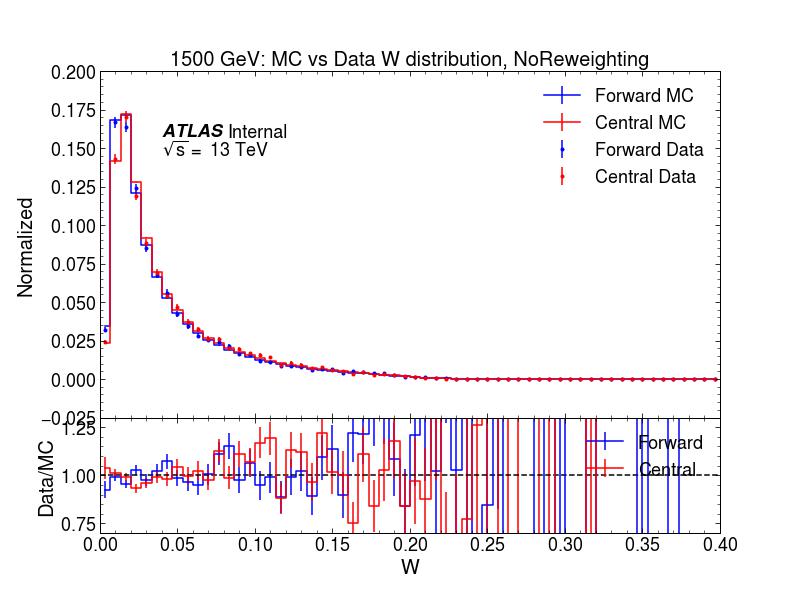 1500 GeV: MC vs Data W distribution, NoReweighting
0.200
0.175
0.150
0.125
0.100
0.075
0.050
0.025
0.000
−0.025
Normalized
ATLAS Internal
√s = 13 TeV
Forward MC
Central MC
Forward Data
Central Data
1.25
1.00
0.75
Data/MC
Forward
Central
0.00 0.05 0.10 0.15 0.20 0.25 0.30 0.35 0.40
W